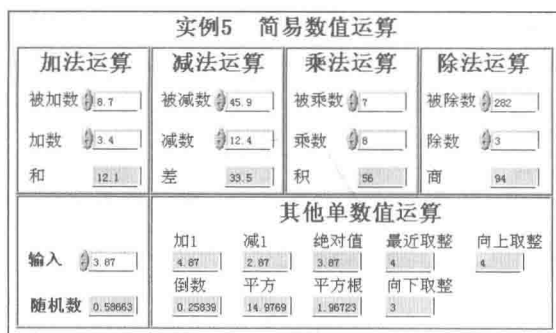 实例5 简易数值运算
加法运算 减法运算 乘法运算 除法运算
被加数 8.7 被减数 45.9 被乘数 7 被除数 282
加数 3.4 减数 12.4 乘数 8 除数 3
和 12.1 差 33.5 积 56 商 94
其他单数值运算
加1 减1 绝对值 最近取整 向上取整
输入 3.87 4.87 2.87 3.87 4 4
倒数 平方 平方根 向下取整
随机数 0.58663 0.25839 14.9769 1.96723 3